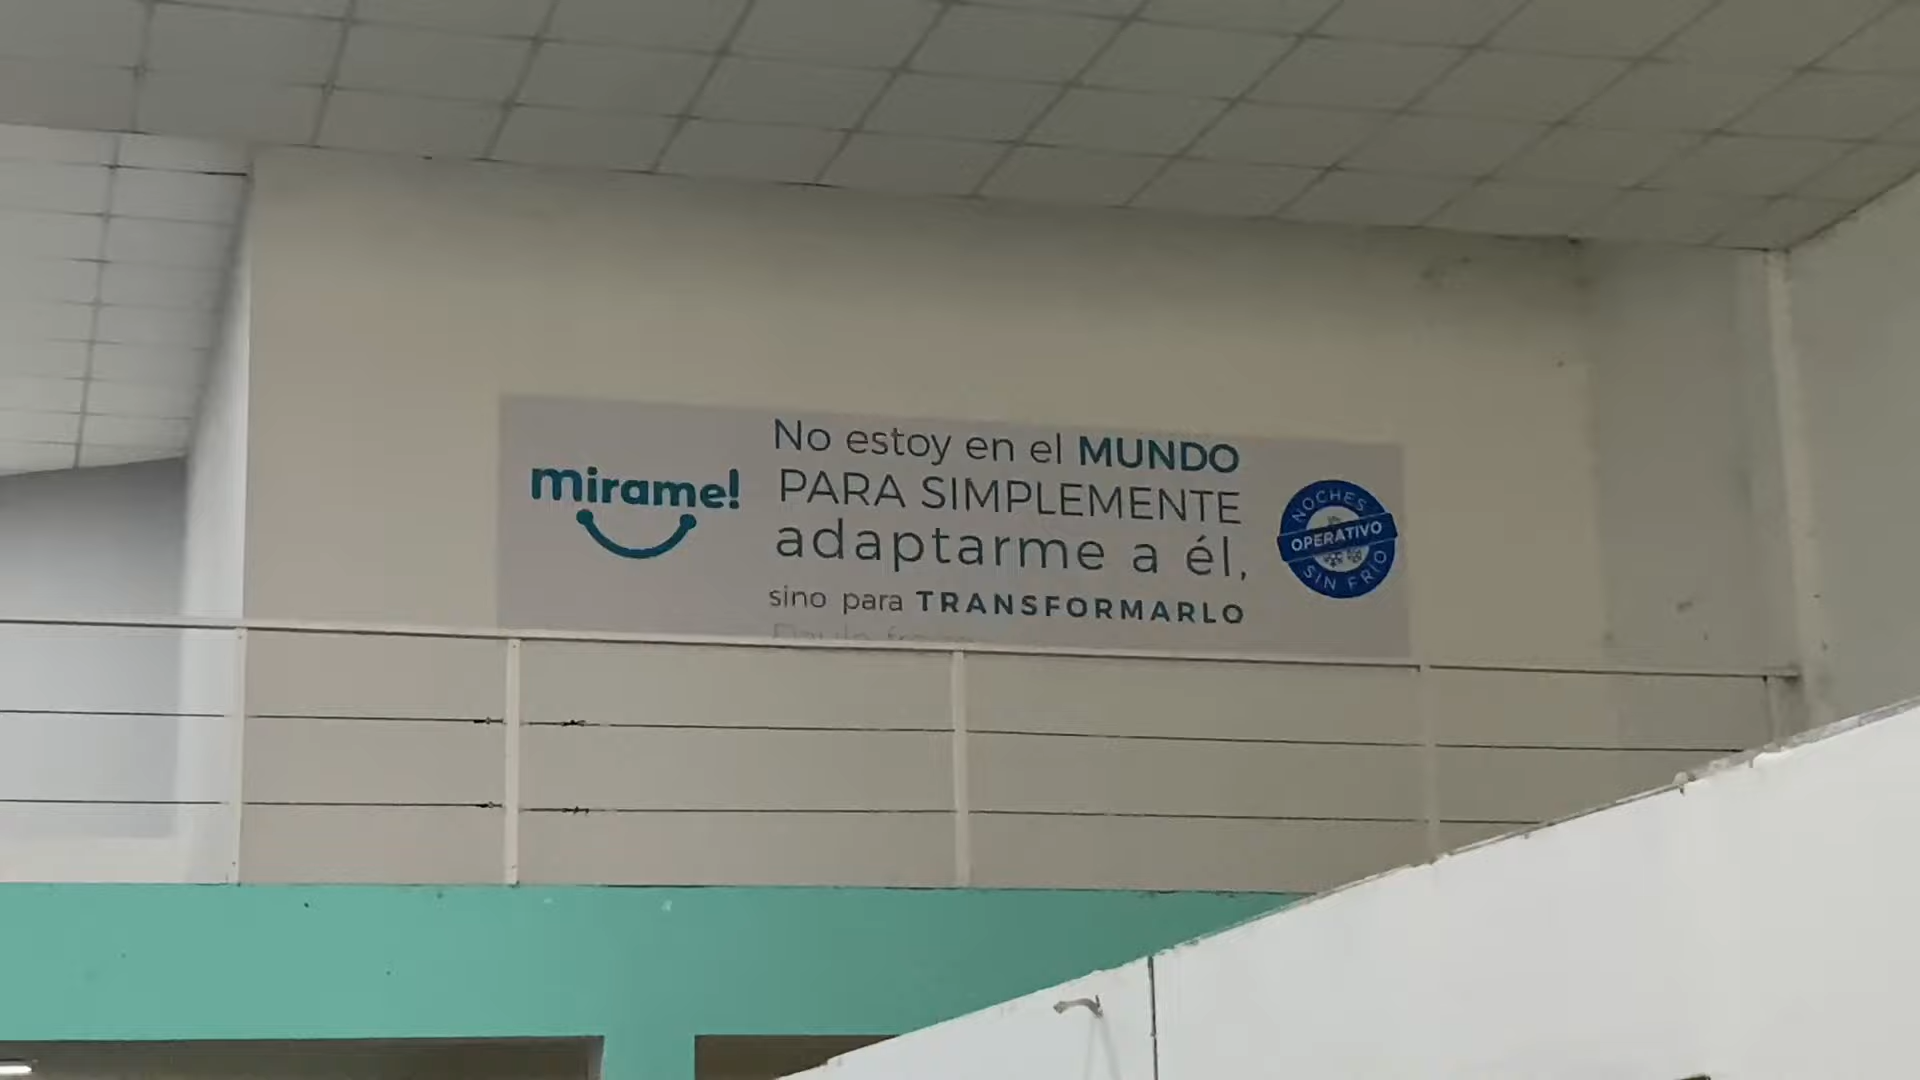 mirame!
No estoy en el MUNDO
PARA SIMPLEMENTE
adaptarme a él,
sino para TRANSFORMARLO
NOCHES
OPERATIVO
SIN FRIO